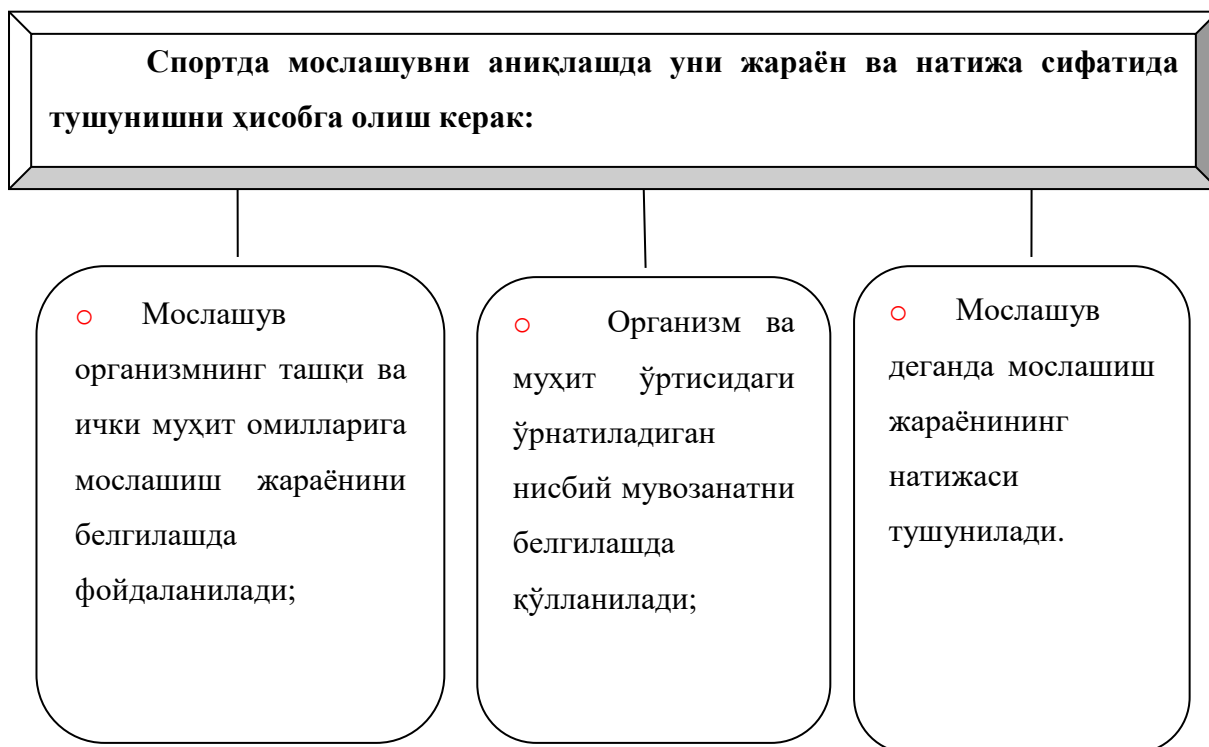 Спортда мослашувни аниқлашда уни жараён ва натижа сифатида
тушунишни ҳисобга олиш керак:
○ Мослашув
организмнинг ташқи ва
ички муҳит омилларига
мослашиш жараёнини
белгилашда
фойдаланилади;
○ Организм ва
муҳит ўртисидаги
ўрнатиладиган
нисбий мувозанатни
белгилашда
қўлланилади;
○ Мослашув
деганда мослашиш
жараёнининг
натижаси
тушунилади.